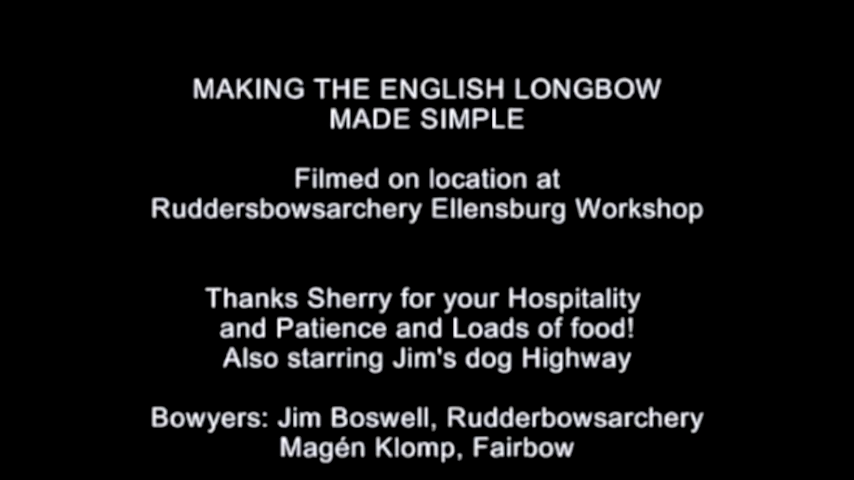 MAKING THE ENGLISH LONGBOW
MADE SIMPLE
Filmed on location at
Ruddersbowsarchery Ellensburg Workshop
Thanks Sherry for your Hospitality
and Patience and Loads of food!
Also starring Jim's dog Highway
Bowyers: Jim Boswell, Rudderbowsarchery
Magén Klomp, Fairbow